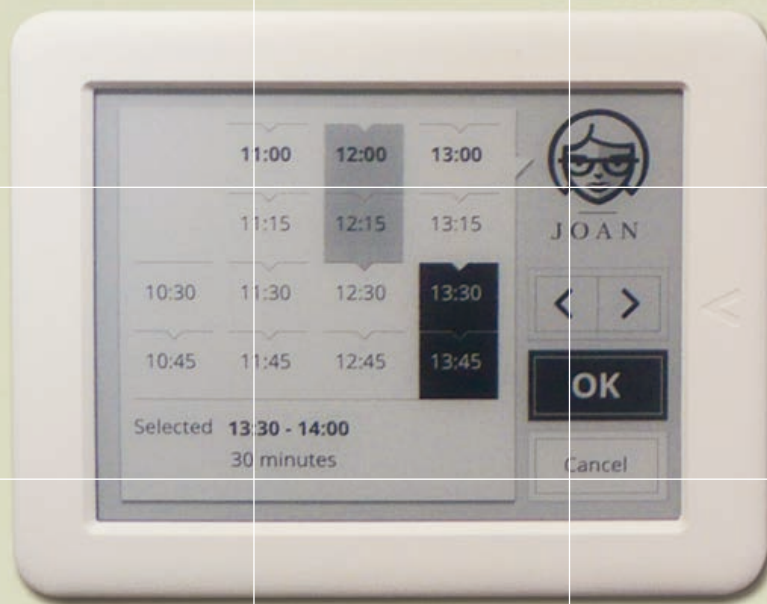 11:00 12:00 13:00
11:15 12:15 13:15
JOAN
10:30 11:30 12:30 13:30
10:45 11:45 12:45 13:45
OK
Selected 13:30 - 14:00
30 minutes
Cancel